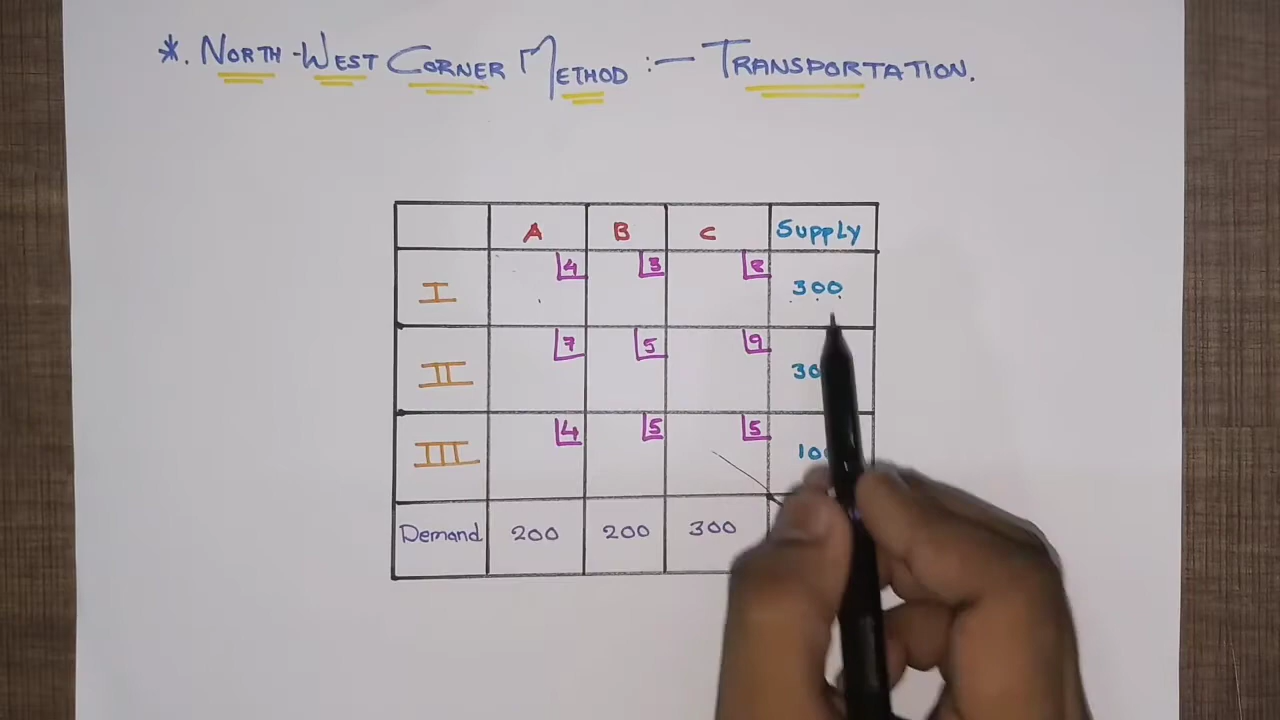 *. NORTH-WEST CORNER METHOD :- TRANSPORTATION.
A B C Supply
I 4 3 8 300
II 7 5 9
III 4 5 5
Demand 200 200 300